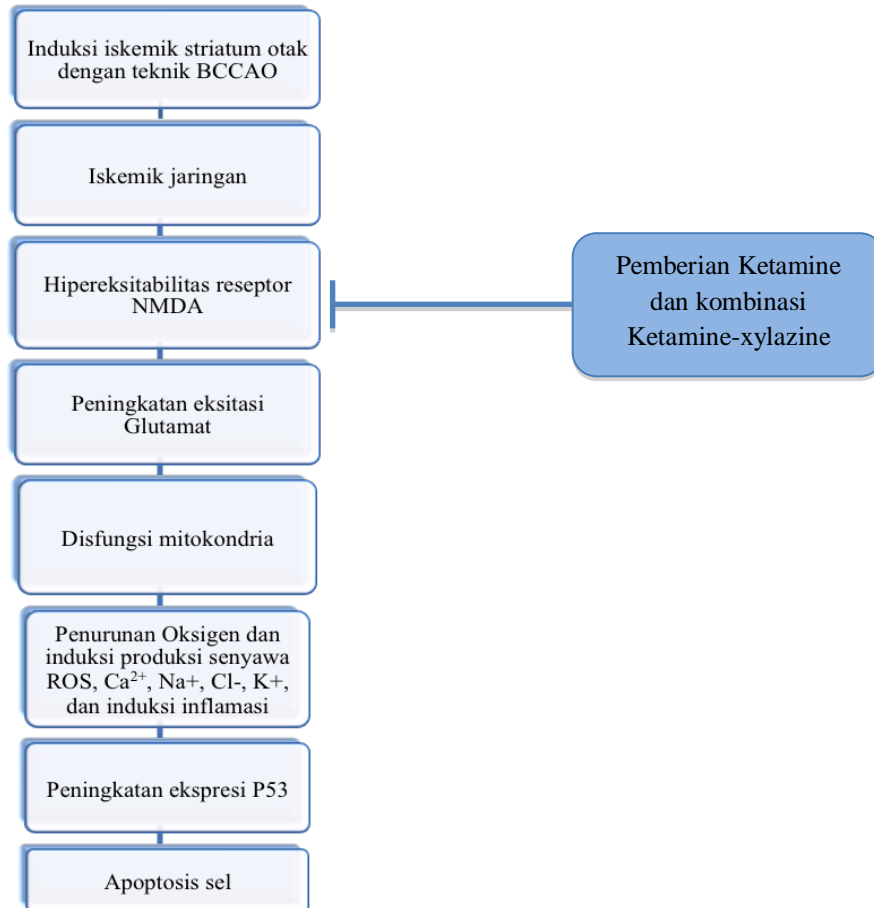 Induksi iskemik striatum otak
dengan teknik BCCAO
Iskemik jaringan
Hipereksitabilitas reseptor
NMDA
Pemberian Ketamine
dan kombinasi
Ketamine-xylazine
Peningkatan eksitasi
Glutamat
Disfungsi mitokondria
Penurunan Oksigen dan
induksi produksi senyawa
ROS, Ca²⁺, Na+, Cl-, K+,
dan induksi inflamasi
Peningkatan ekspresi P53
Apoptosis sel